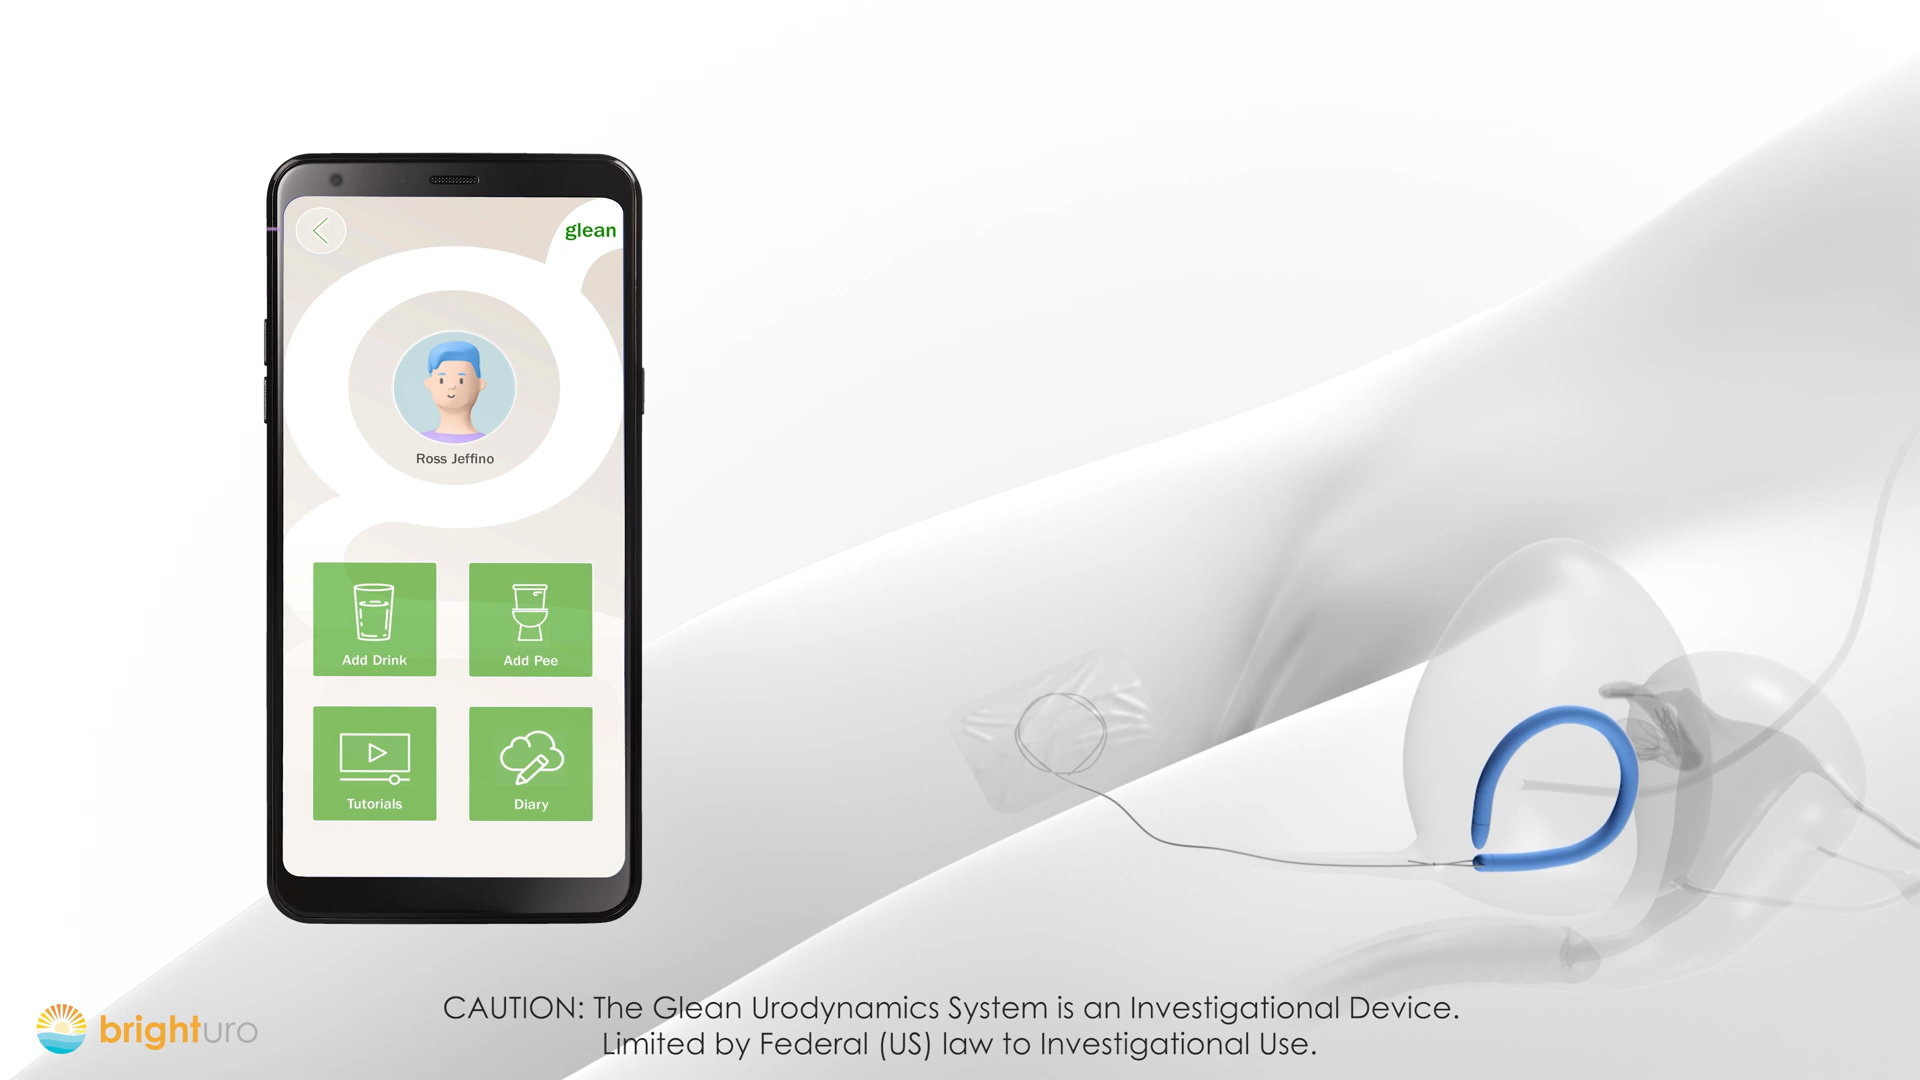 glean
Ross Jeffino
Add Drink
Add Pee
Tutorials
Diary
CAUTION: The Glean Urodynamics System is an Investigational Device.
Limited by Federal (US) law to Investigational Use.
brighturo